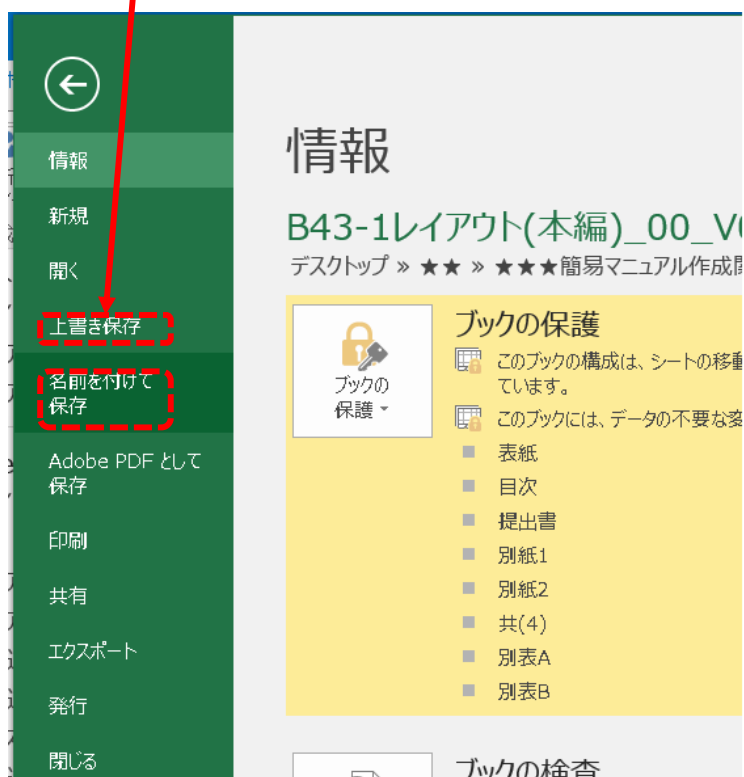 情報
新規
開く
上書き保存
名前を付けて
保存
Adobe PDF として
保存
印刷
共有
エクスポート
発行
閉じる
情報
B43-1レイアウト(本編)_00_V
デスクトップ » ★★ » ★★★簡易マニュアル作成
ブックの
保護
ブックの保護
このブックの構成は、シートの移動
ています。
このブックには、データの不要な変
表紙
目次
提出書
別紙1
別紙2
共(4)
別表A
別表B
ブックの検査